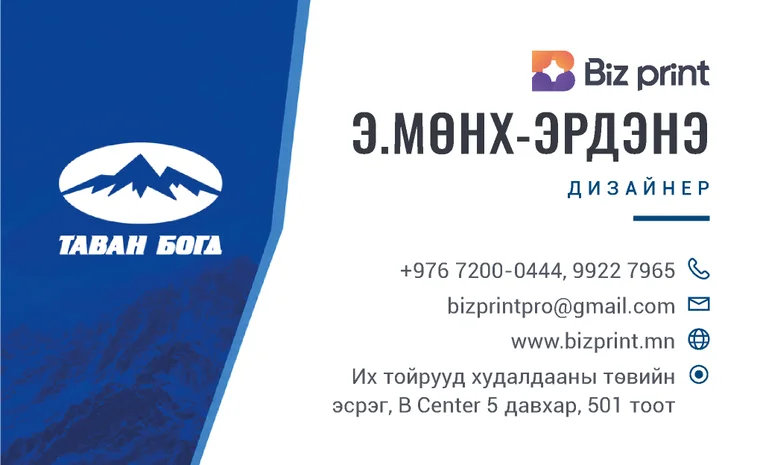 ТАВАН БОГД
Biz print
Э.МӨНХ-ЭРДЭНЭ
ДИЗАЙНЕР
+976 7200-0444, 9922 7965
bizprintpro@gmail.com
www.bizprint.mn
Их тойрууд худалдааны төвийн
эсрэг, B Center 5 давхар, 501 тоот